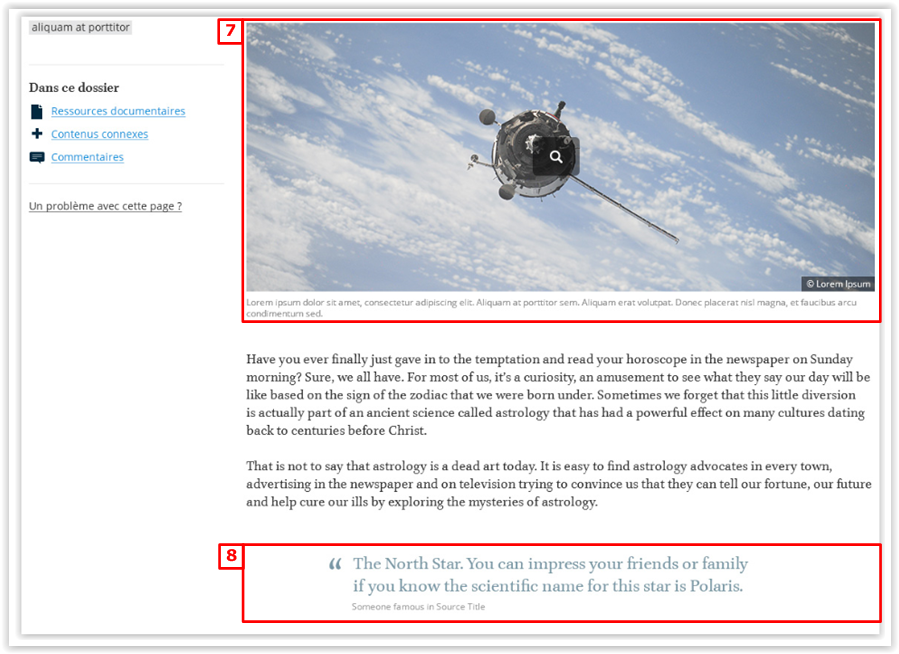 aliquam at porttitor
Dans ce dossier
Ressources documentaires
Contenus connexes
Commentaires
Un problème avec cette page ?
7
© Lorem Ipsum
Lorem ipsum dolor sit amet, consectetur adipiscing elit. Aliquam at porttitor sem. Aliquam erat volutpat. Donec placerat nisl magna, et faucibus arcu
condimentum sed.
Have you ever finally just gave in to the temptation and read your horoscope in the newspaper on Sunday
morning? Sure, we all have. For most of us, it’s a curiosity, an amusement to see what they say our day will be
like based on the sign of the zodiac that we were born under. Sometimes we forget that this little diversion
is actually part of an ancient science called astrology that has had a powerful effect on many cultures dating
back to centuries before Christ.
That is not to say that astrology is a dead art today. It is easy to find astrology advocates in every town,
advertising in the newspaper and on television trying to convince us that they can tell our fortune, our future
and help cure our ills by exploring the mysteries of astrology.
8
“ The North Star. You can impress your friends or family
if you know the scientific name for this star is Polaris.
Someone famous in Source Title